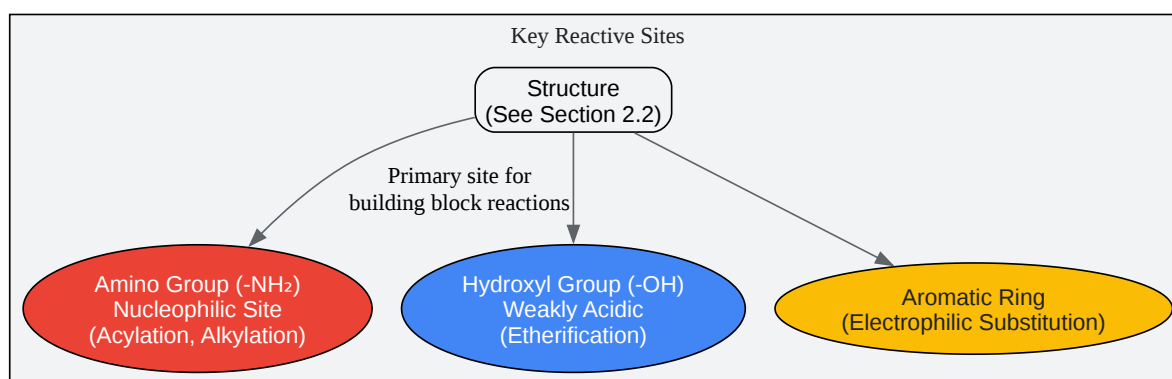 Key Reactive Sites
Structure
(See Section 2.2)
Primary site for
building block reactions
Amino Group (-NH₂)
Nucleophilic Site
(Acylation, Alkylation)
Hydroxyl Group (-OH)
Weakly Acidic
(Etherification)
Aromatic Ring
(Electrophilic Substitution)